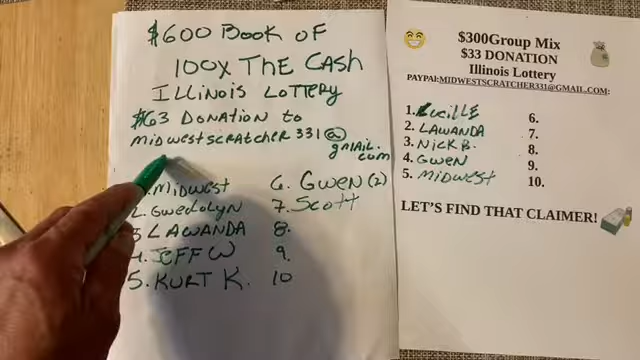 $600 Book of
100x The Cash
Illinois Lottery
$63 Donation to
midwestscratcher331@
gmail.
com
1. Midwest
2. Gwedolyn
3 LAWANDA
4. JEFF W
5. KURT K.
6. Gwen (2)
7. Scott
8.
9.
10
$300Group Mix
$33 DONATION
Illinois Lottery
PAYPAL:MIDWESTSCRATCHER331@GMAIL.COM:
1. Lucille
2. LAWANDA
3. NICK B.
4. GWEN
5. MIDWEST
6.
7.
8.
9.
10.
LET'S FIND THAT CLAIMER!